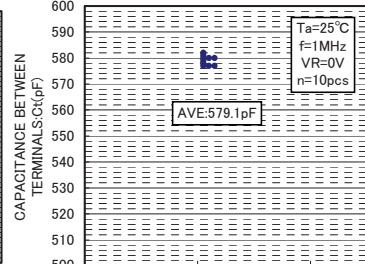 600
590
580
570
560
550
540
530
520
510
500
CAPACITANCE BETWEEN
TERMINALS:Ct(pF)
Ta=25℃
f=1MHz
VR=0V
n=10pcs
AVE:579.1pF